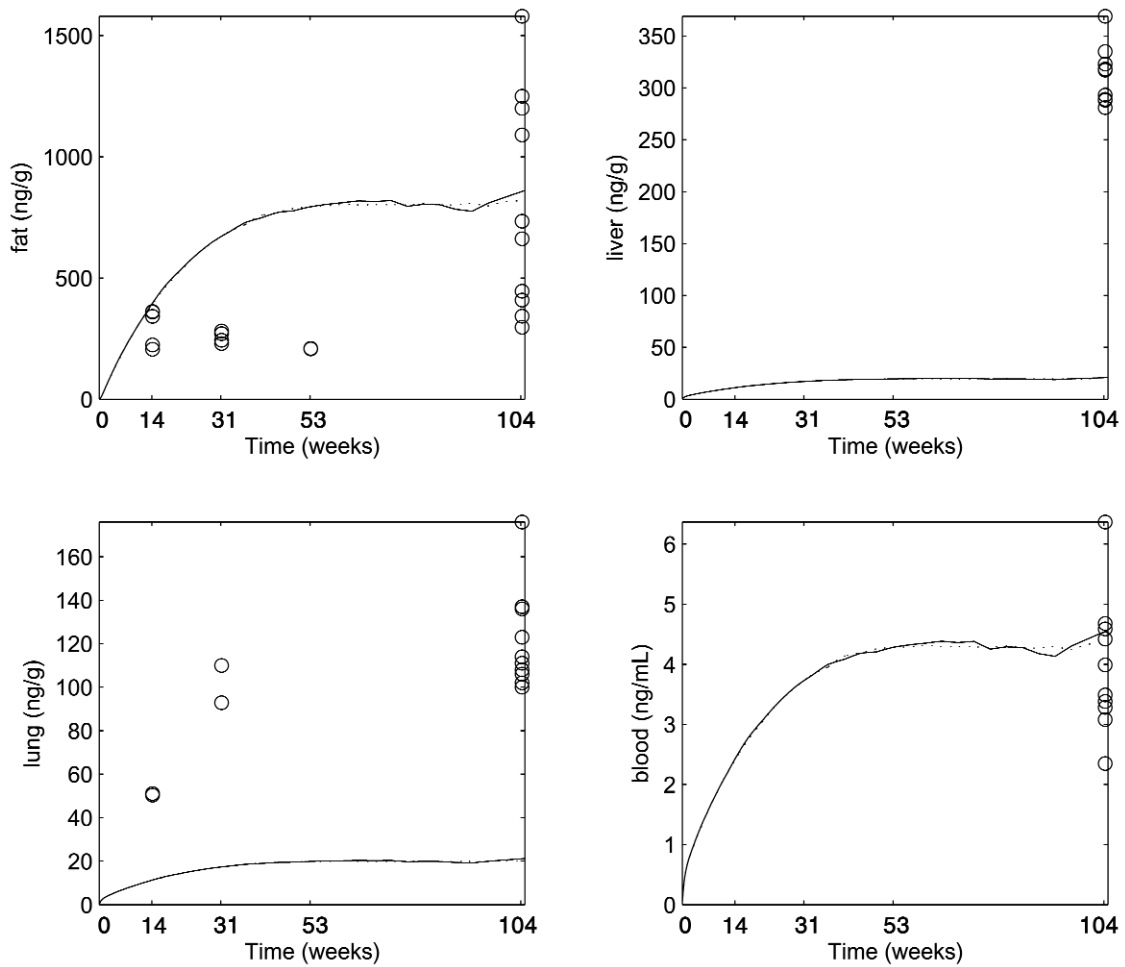 1500
1000
500
0
fat (ng/g)
0 14 31 53 104
Time (weeks)
350
300
250
200
150
100
50
0
liver (ng/g)
0 14 31 53 104
Time (weeks)
160
140
120
100
80
60
40
20
0
lung (ng/g)
0 14 31 53 104
Time (weeks)
6
5
4
3
2
1
0
blood (ng/mL)
0 14 31 53 104
Time (weeks)